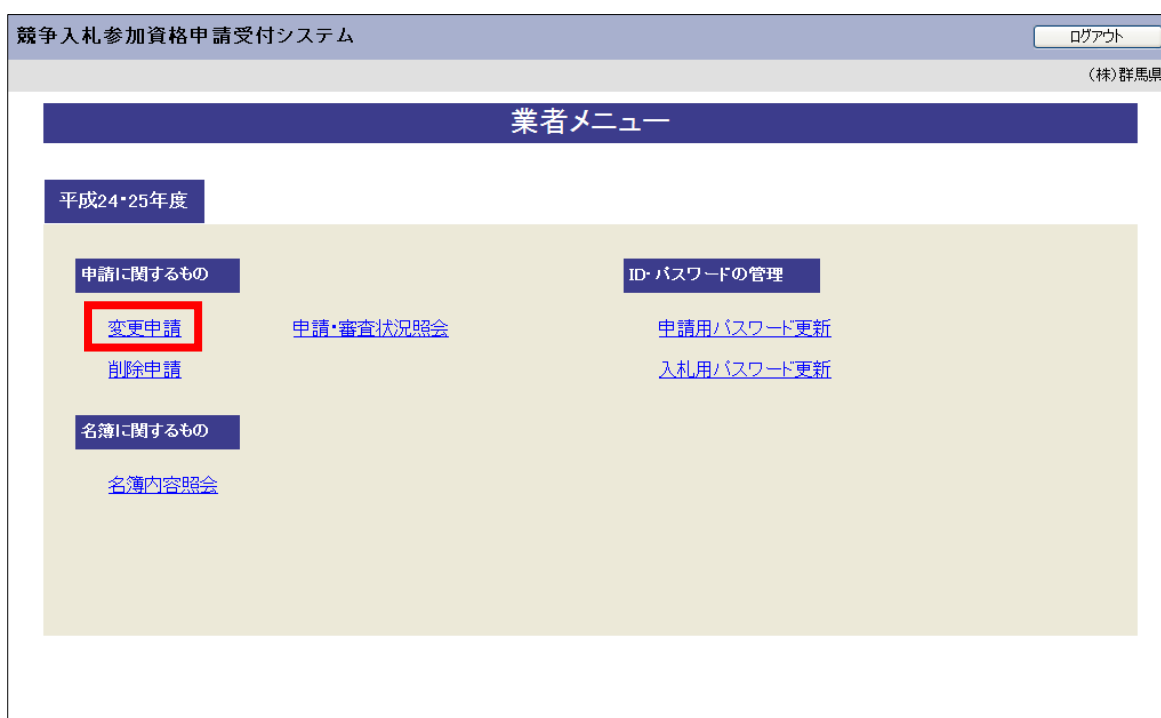 競争入札参加資格申請受付システム
ログアウト
(株)群馬県
業者メニュー
平成24・25年度
申請に関するもの
ID・パスワードの管理
変更申請
申請・審査状況照会
申請用パスワード更新
削除申請
入札用パスワード更新
名簿に関するもの
名簿内容照会